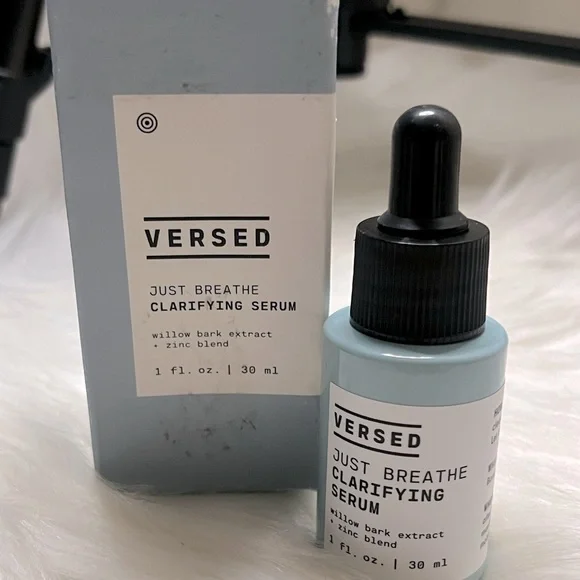 VERSED
JUST BREATHE
CLARIFYING SERUM
willow bark extract
+ zinc blend
1 fl. oz. | 30 ml
VERSED
JUST BREATHE
CLARIFYING
SERUM
willow bark extract
+ zinc blend
1 fl. oz. | 30 ml